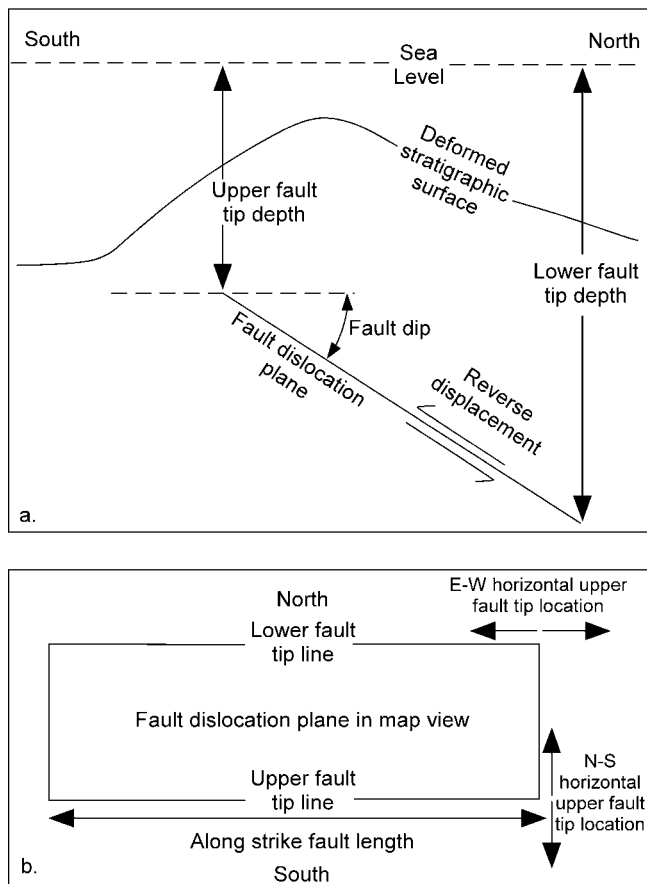 South
North
Sea
Level
Deformed
stratigraphic
surface
Upper fault
tip depth
Lower fault
tip depth
Fault dip
Fault dislocation
plane
Reverse
displacement
a.
E-W horizontal upper
fault tip location
North
Lower fault
tip line
Fault dislocation plane in map view
N-S
horizontal
upper fault
tip location
Upper fault
tip line
Along strike fault length
South
b.